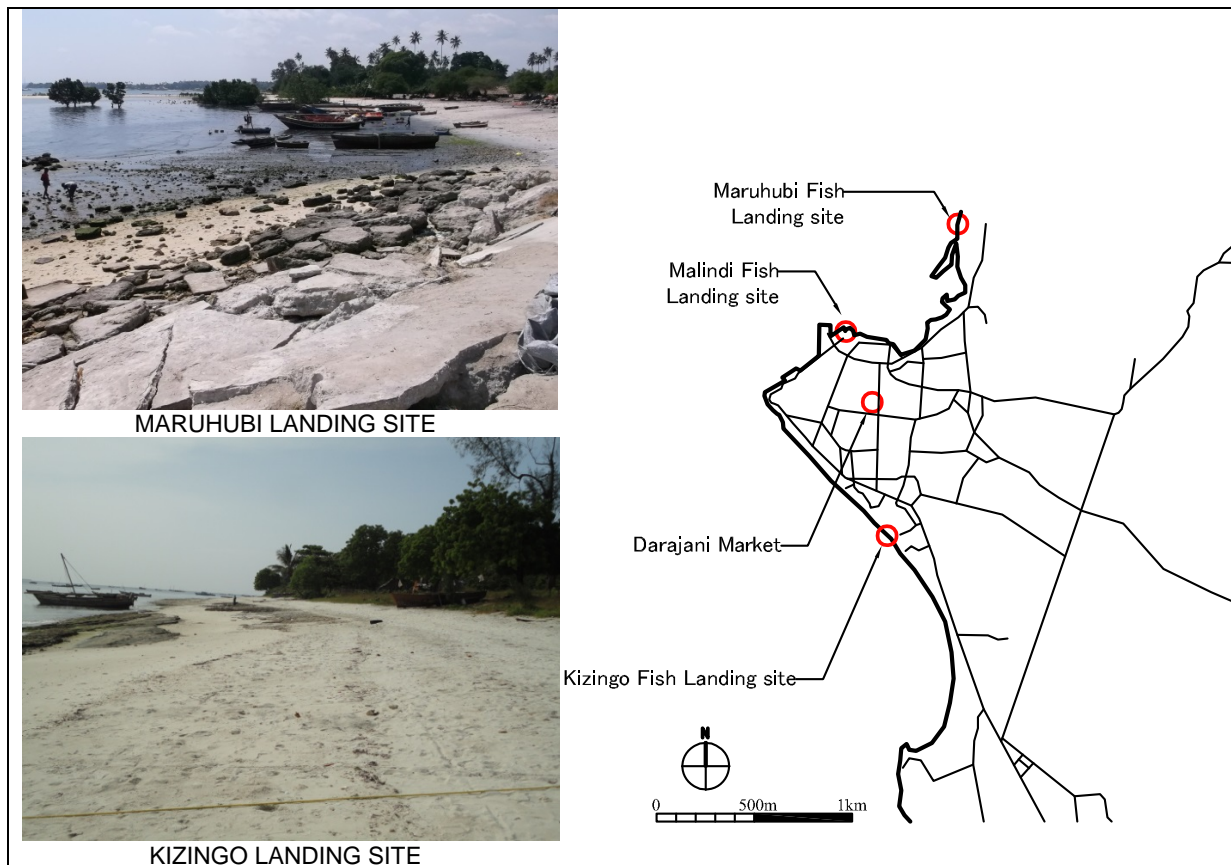 MARUHUBI LANDING SITE
KIZINGO LANDING SITE
Maruhubi Fish
Landing site
Malindi Fish
Landing site
Darajani Market
Kizingo Fish Landing site
N
0 500m 1km